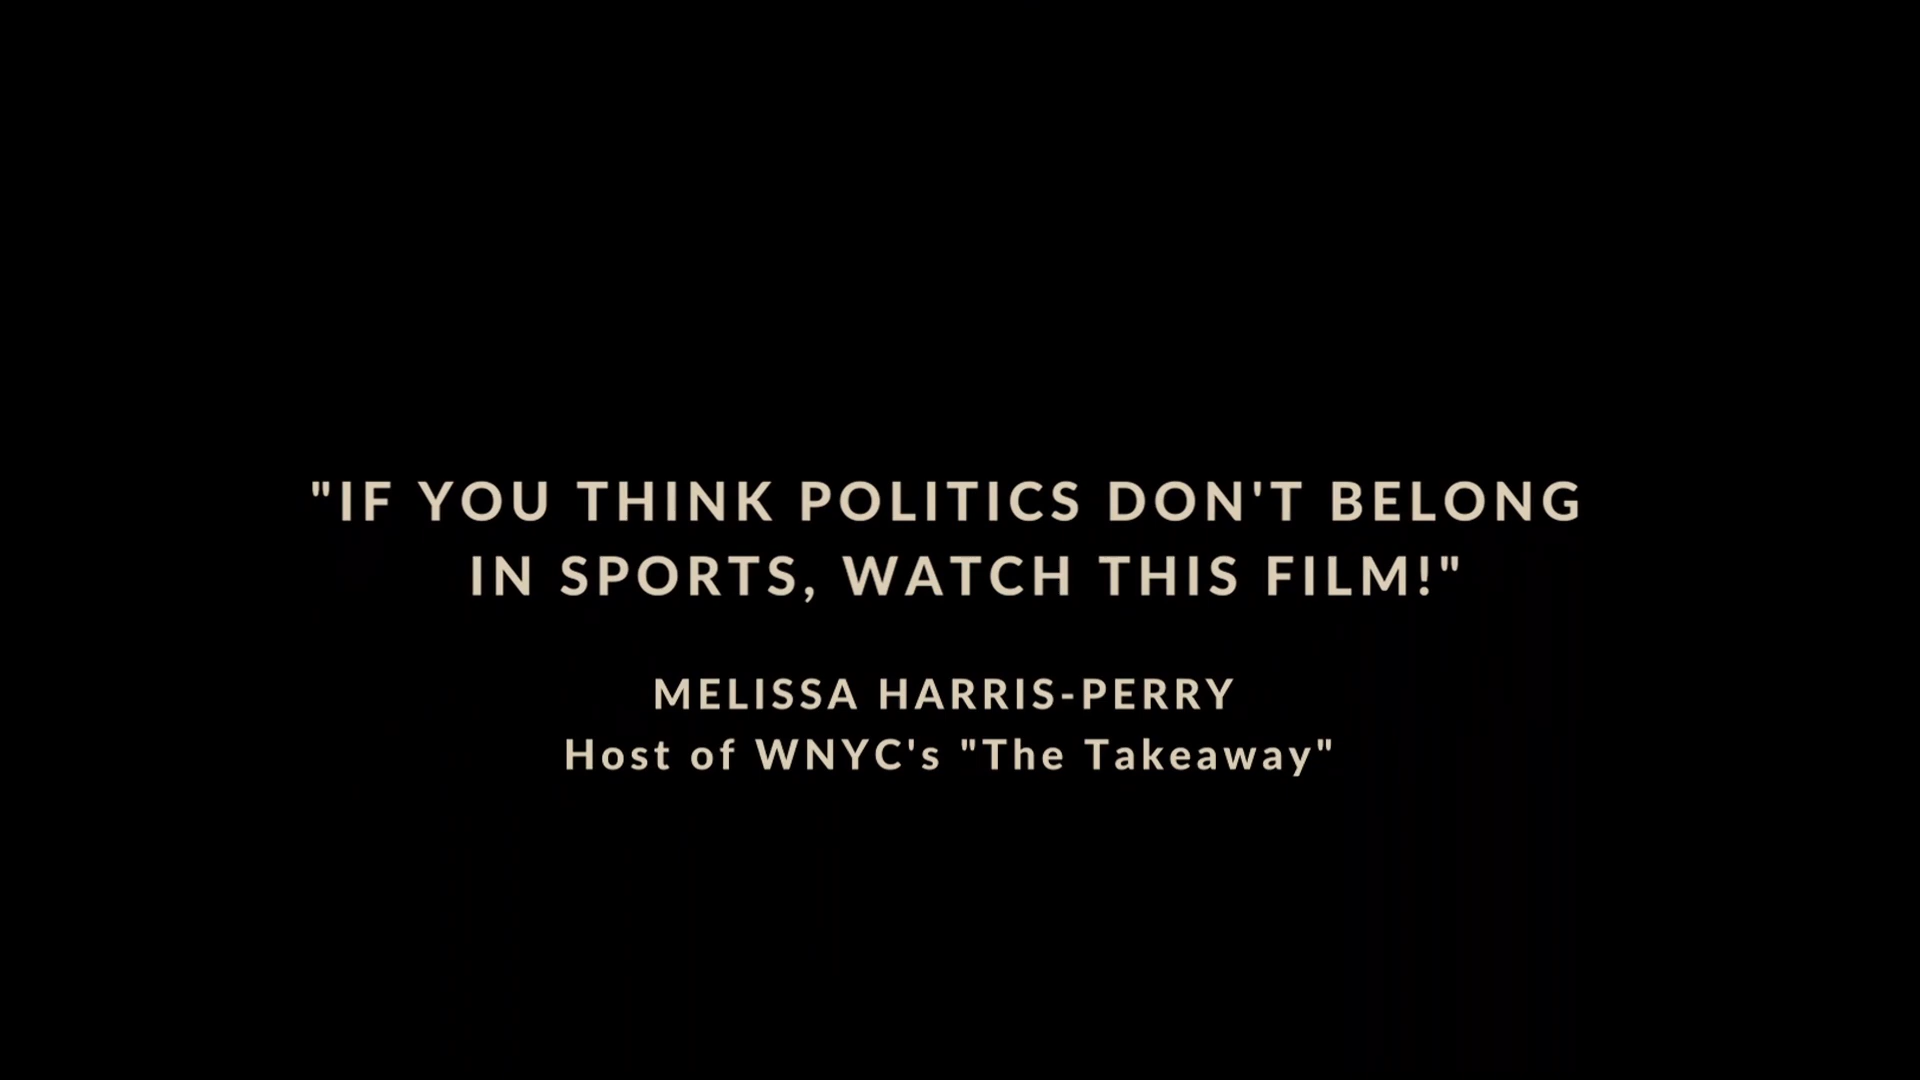 "IF YOU THINK POLITICS DON'T BELONG
IN SPORTS, WATCH THIS FILM!"
MELISSA HARRIS-PERRY
Host of WNYC's "The Takeaway"